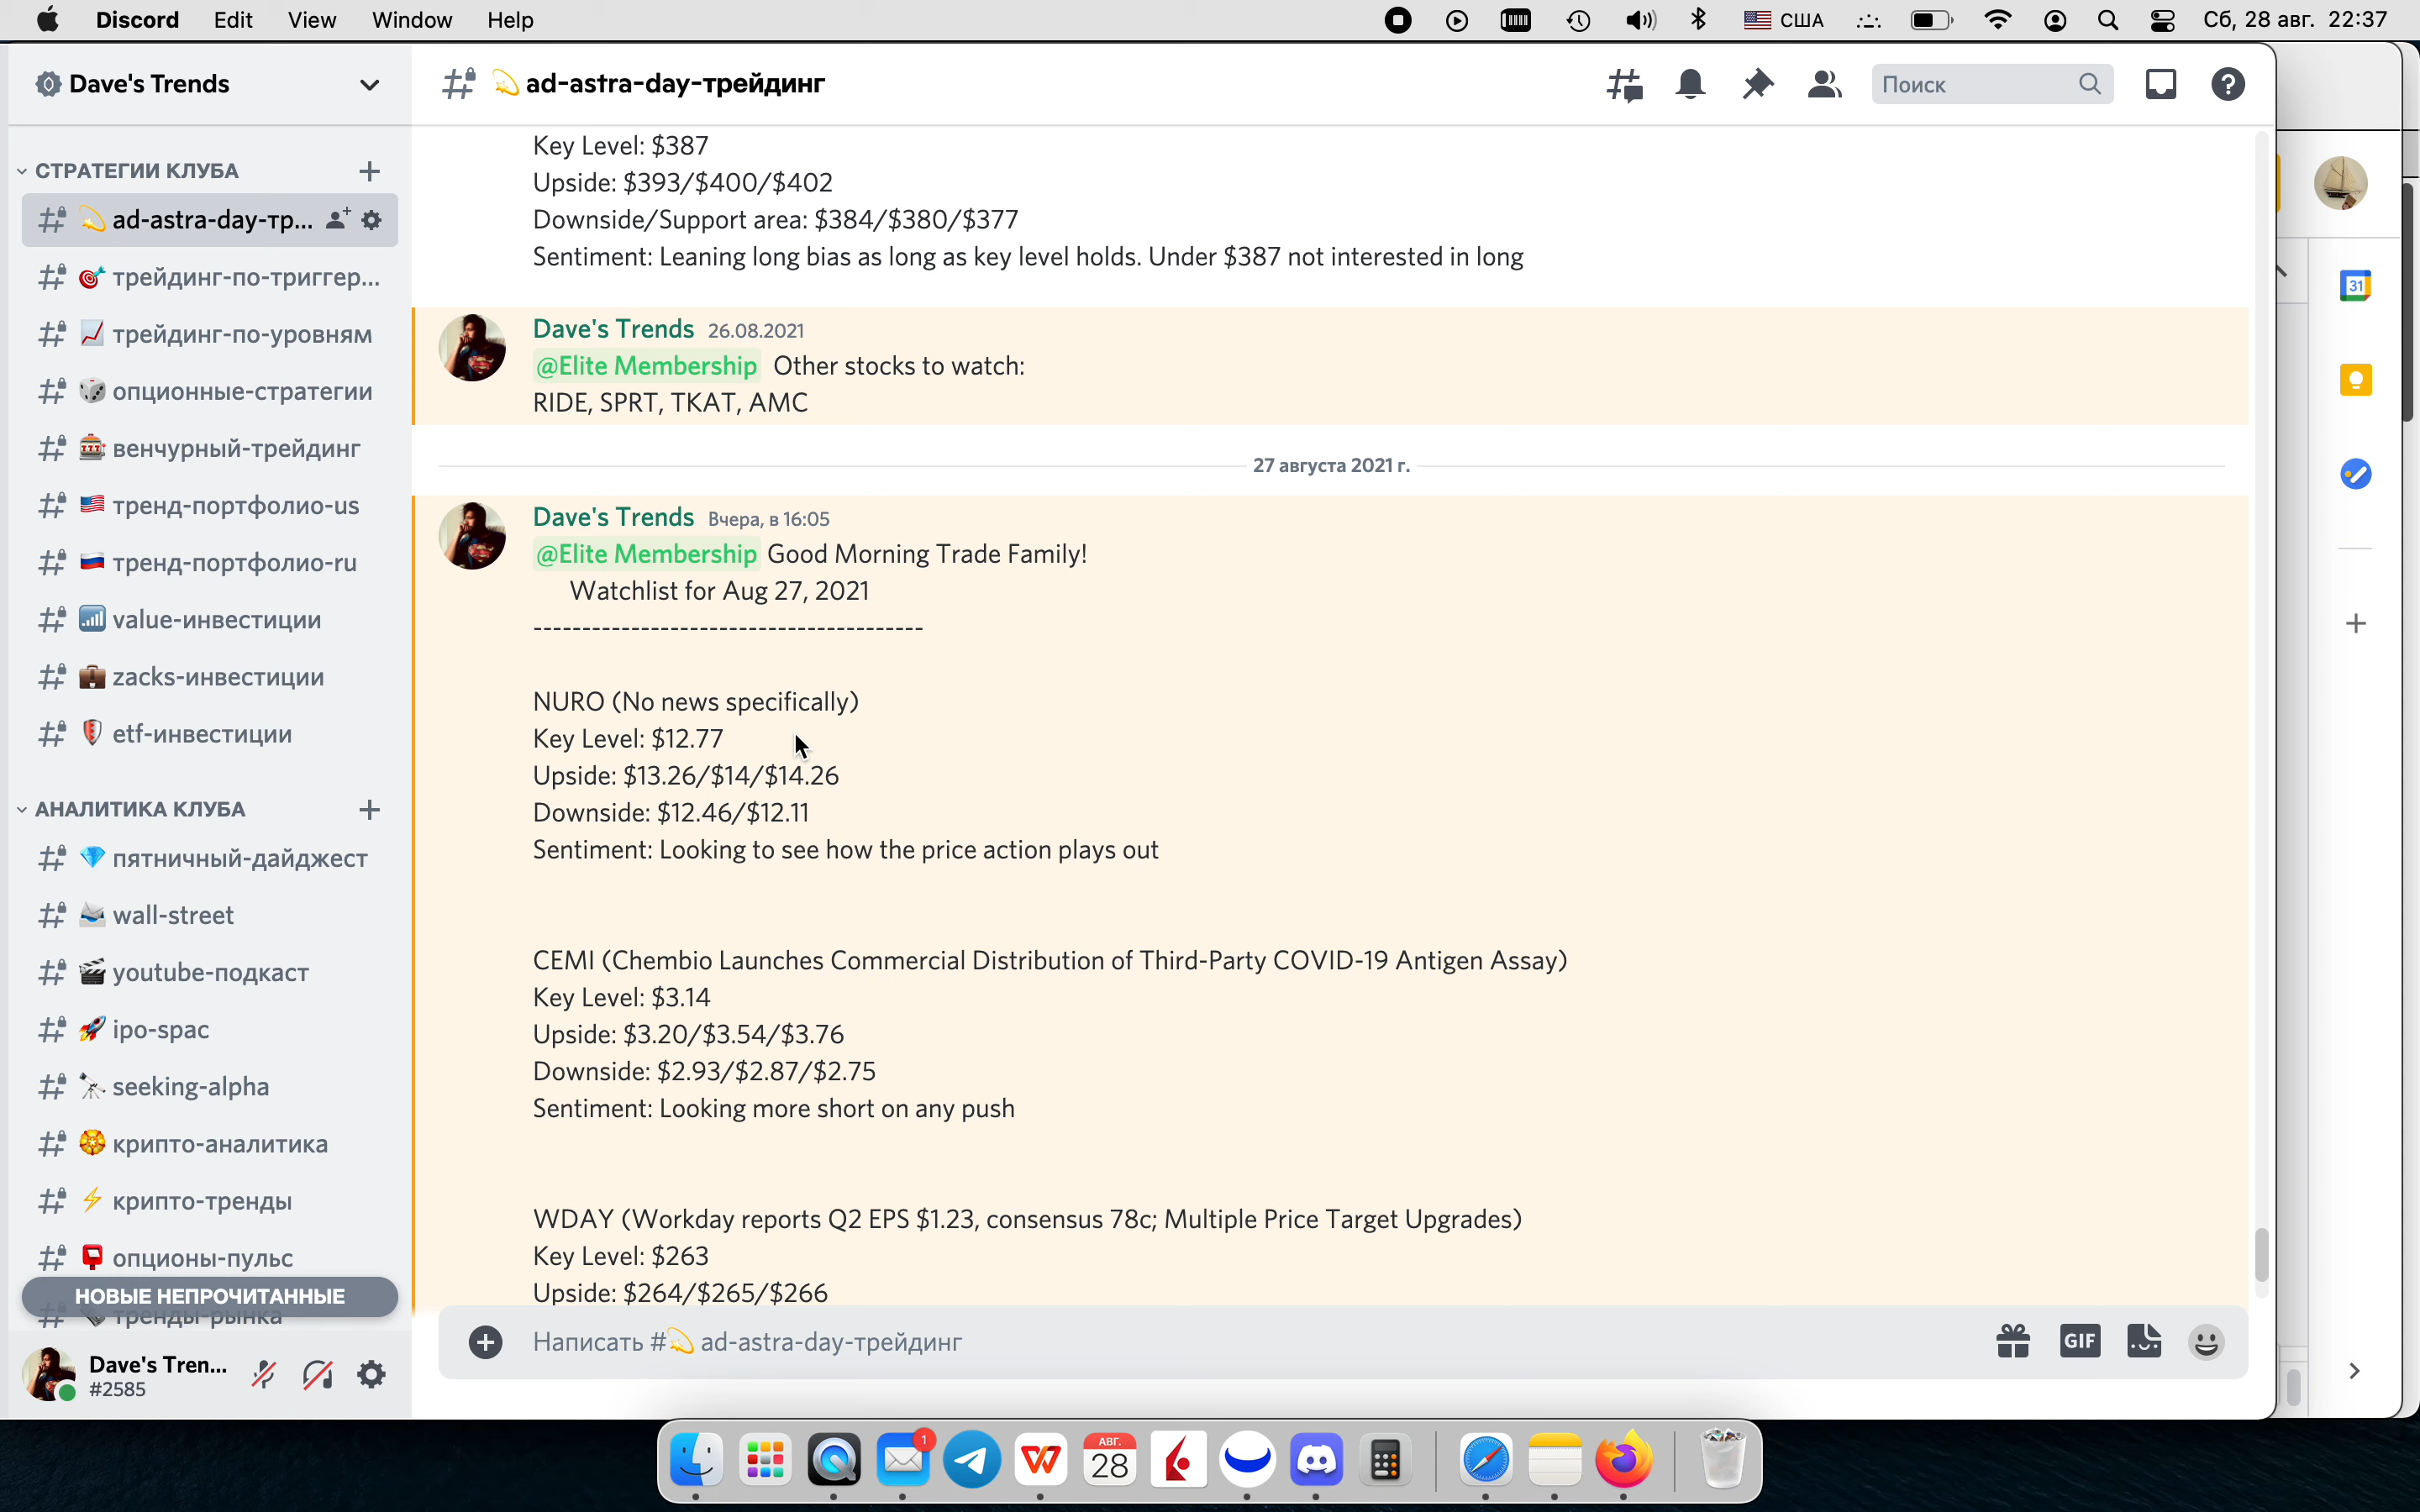 Discord Edit View Window Help США Сб, 28 авг. 22:37
Dave's Trends
СТРАТЕГИИ КЛУБА
ad-astra-day-тр...
трейдинг-по-триггер...
трейдинг-по-уровням
опционные-стратегии
венчурный-трейдинг
тренд-портфолио-us
тренд-портфолио-ru
value-инвестиции
zacks-инвестиции
etf-инвестиции
АНАЛИТИКА КЛУБА
пятничный-дайджест
wall-street
youtube-подкаст
ipo-spac
seeking-alpha
крипто-аналитика
крипто-тренды
опционы-пульс
НОВЫЕ НЕПРОЧИТАННЫЕ
тренды-рынка
Dave's Tren...
#2585
ad-astra-day-трейдинг
Поиск
Key Level: $387
Upside: $393/$400/$402
Downside/Support area: $384/$380/$377
Sentiment: Leaning long bias as long as key level holds. Under $387 not interested in long
Dave's Trends 26.08.2021
@Elite Membership Other stocks to watch:
RIDE, SPRT, TKAT, AMC
27 августа 2021 г.
Dave's Trends Вчера, в 16:05
@Elite Membership Good Morning Trade Family!
Watchlist for Aug 27, 2021
----------------------------------------
NURO (No news specifically)
Key Level: $12.77
Upside: $13.26/$14/$14.26
Downside: $12.46/$12.11
Sentiment: Looking to see how the price action plays out
CEMI (Chembio Launches Commercial Distribution of Third-Party COVID-19 Antigen Assay)
Key Level: $3.14
Upside: $3.20/$3.54/$3.76
Downside: $2.93/$2.87/$2.75
Sentiment: Looking more short on any push
WDAY (Workday reports Q2 EPS $1.23, consensus 78c; Multiple Price Target Upgrades)
Key Level: $263
Upside: $264/$265/$266
Написать # ad-astra-day-трейдинг
GIF
31
1
АВГ.
28